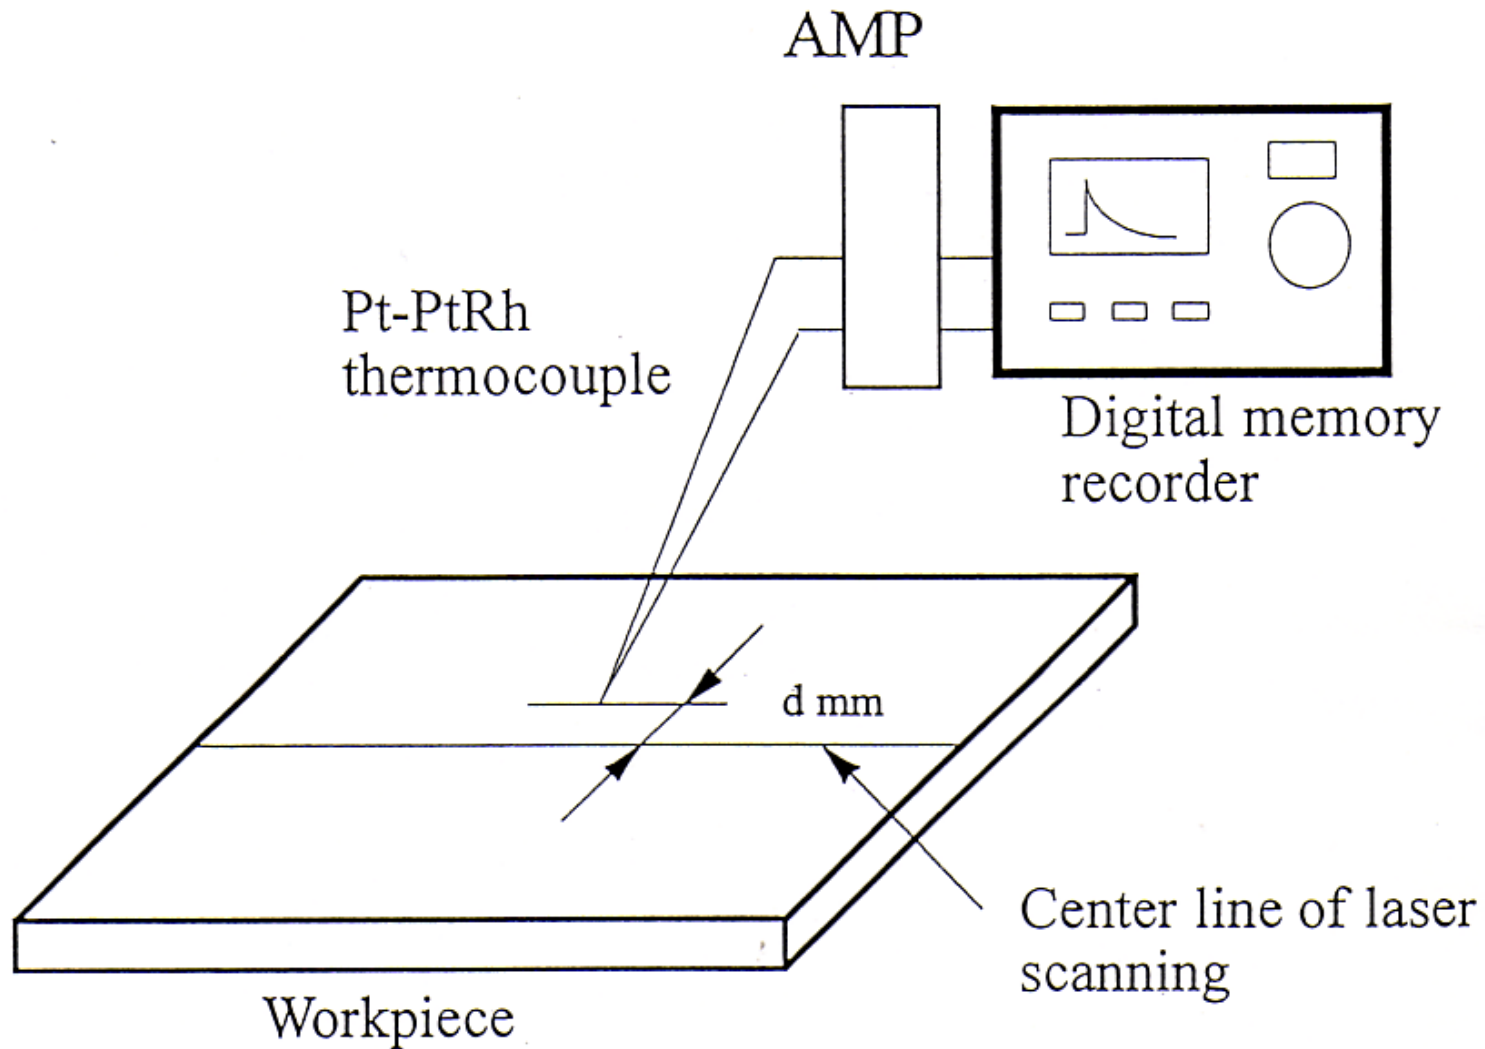 AMP
Pt-PtRh
thermocouple
Digital memory
recorder
d mm
Center line of laser
scanning
Workpiece